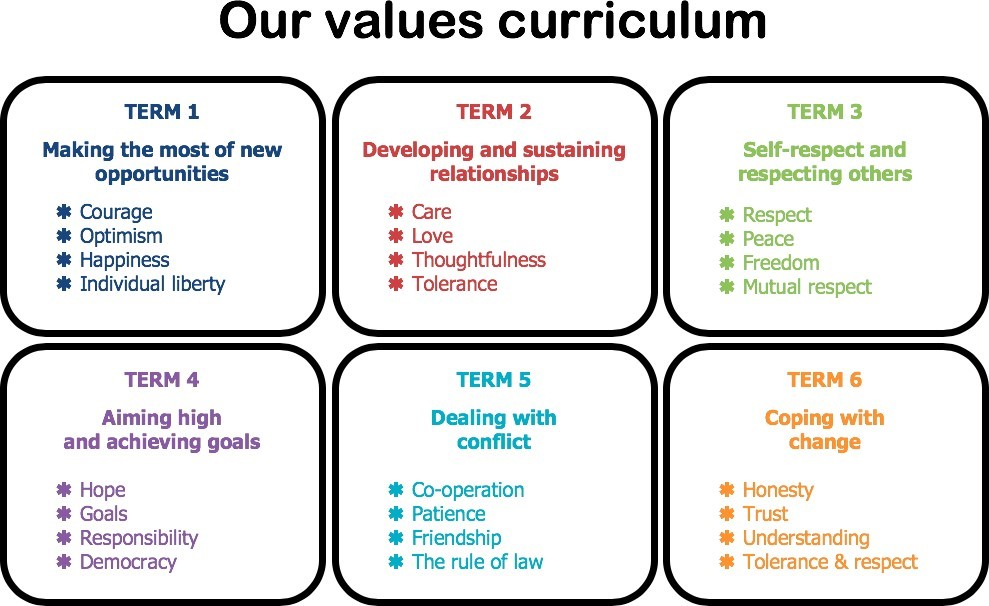 Our values curriculum
TERM 1
Making the most of new
opportunities
✱ Courage
✱ Optimism
✱ Happiness
✱ Individual liberty
TERM 2
Developing and sustaining
relationships
✱ Care
✱ Love
✱ Thoughtfulness
✱ Tolerance
TERM 3
Self-respect and
respecting others
✱ Respect
✱ Peace
✱ Freedom
✱ Mutual respect
TERM 4
Aiming high
and achieving goals
✱ Hope
✱ Goals
✱ Responsibility
✱ Democracy
TERM 5
Dealing with
conflict
✱ Co-operation
✱ Patience
✱ Friendship
✱ The rule of law
TERM 6
Coping with
change
✱ Honesty
✱ Trust
✱ Understanding
✱ Tolerance & respect